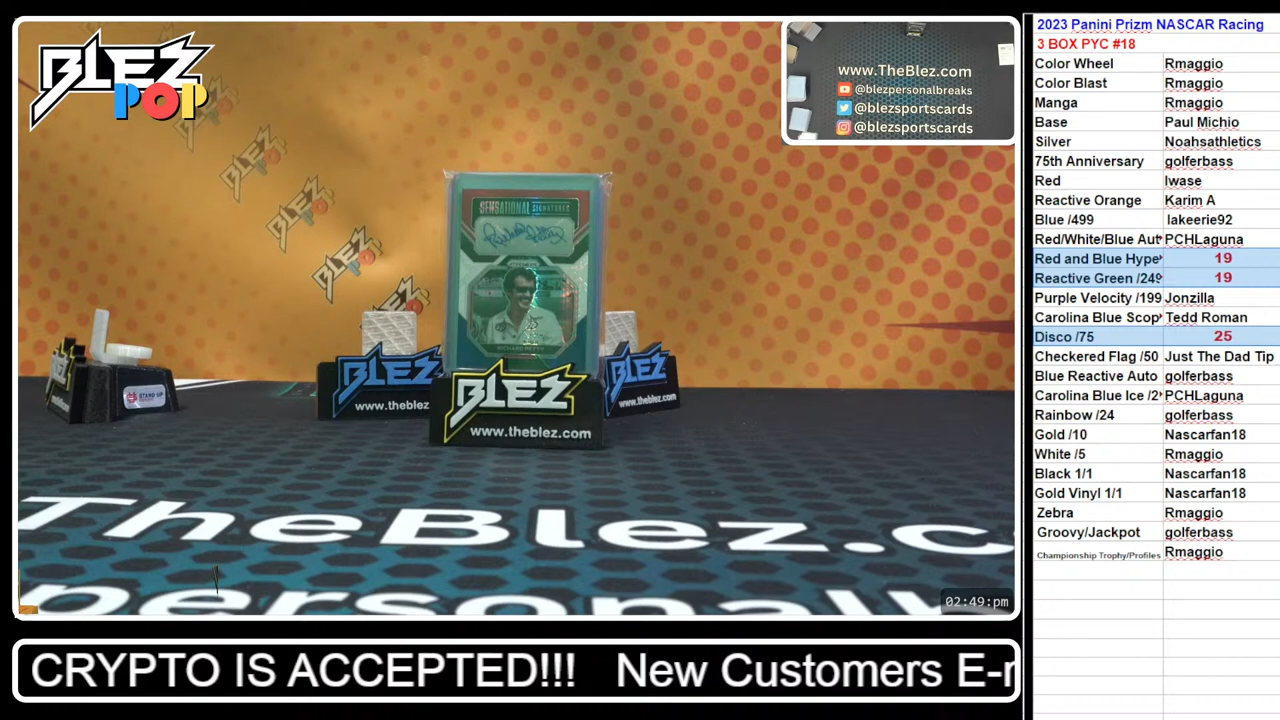 BLEZ
POP
www.TheBlez.com
@blezpersonalbreaks
@blezsportscards
@blezsportscards
SENSATIONAL SIGNATURES
PRIZM
RICHARD PETTY
STAND UP
BLEZ
www.theblez
BLEZ
www.theblez.com
BLEZ
www.theblez.com
TheBlez.c
personal
02:49:pm
CRYPTO IS ACCEPTED!!! New Customers E-
2023 Panini Prizm NASCAR Racing
3 BOX PYC #18
Color Wheel Rmaggio
Color Blast Rmaggio
Manga Rmaggio
Base Paul Michio
Silver Noahsathletics
75th Anniversary golferbass
Red Iwase
Reactive Orange Karim A
Blue /499 lakeerie92
Red/White/Blue Aut PCHLaguna
Red and Blue Hype 19
Reactive Green /249 19
Purple Velocity /199 Jonzilla
Carolina Blue Scop Tedd Roman
Disco /75 25
Checkered Flag /50 Just The Dad Tip
Blue Reactive Auto golferbass
Carolina Blue Ice /2 PCHLaguna
Rainbow /24 golferbass
Gold /10 Nascarfan18
White /5 Rmaggio
Black 1/1 Nascarfan18
Gold Vinyl 1/1 Nascarfan18
Zebra Rmaggio
Groovy/Jackpot golferbass
Championship Trophy/Profiles Rmaggio